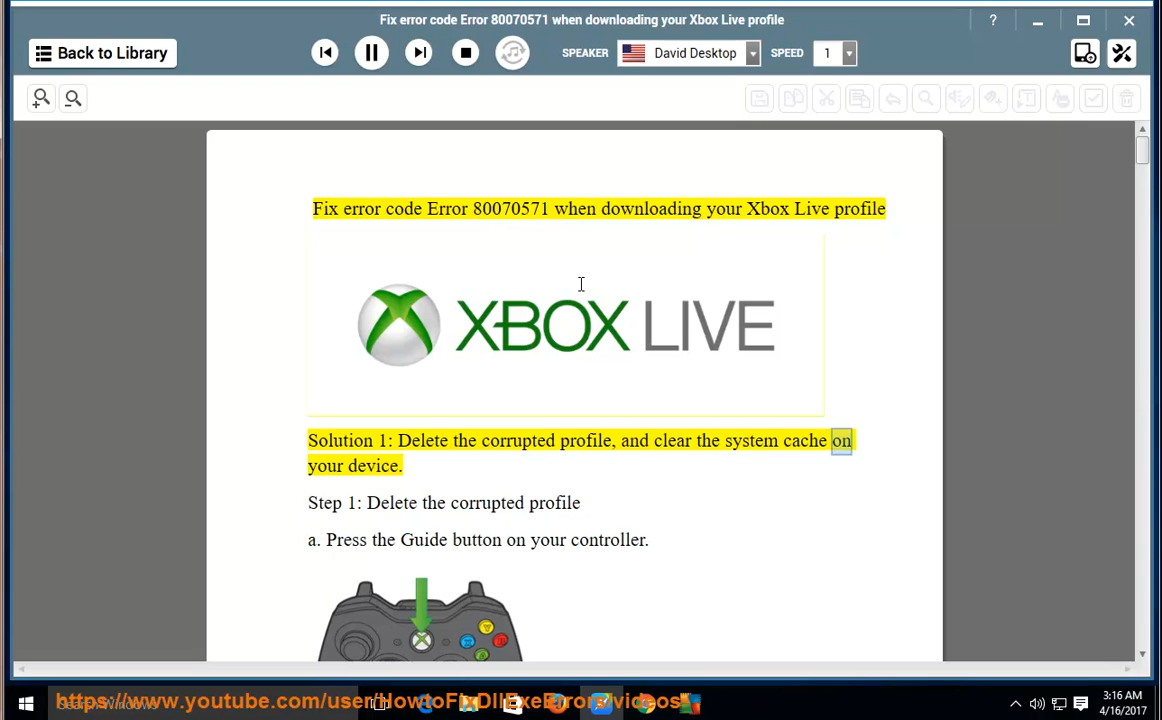 Fix error code Error 80070571 when downloading your Xbox Live profile
?
Back to Library
SPEAKER David Desktop SPEED 1
Fix error code Error 80070571 when downloading your Xbox Live profile
XBOX LIVE
Solution 1: Delete the corrupted profile, and clear the system cache on
your device.
Step 1: Delete the corrupted profile
a. Press the Guide button on your controller.
https://www.youtube.com/user/HowtoFixDllExeErrors/videos
3:16 AM
4/16/2017